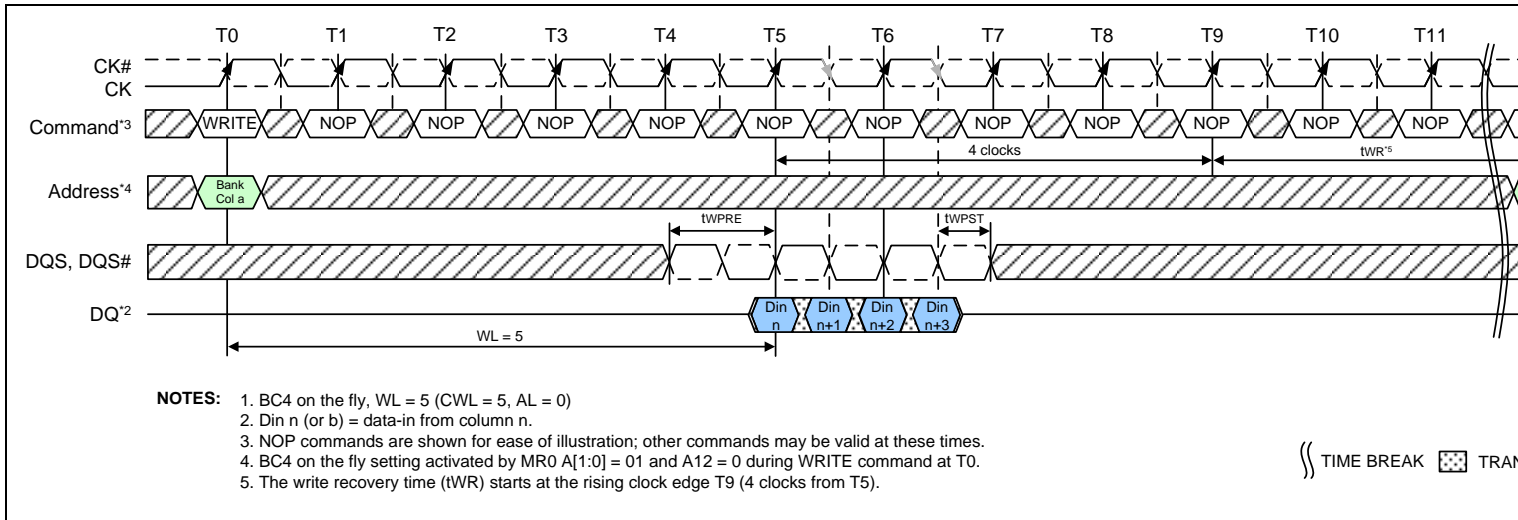 T0 T1 T2 T3 T4 T5 T6 T7 T8 T9 T10 T11
CK#
CK
Command*3 WRITE NOP NOP NOP NOP NOP NOP NOP NOP NOP NOP NOP
4 clocks tWR*5
Address*4 Bank
Col a
tWPRE tWPST
DQS, DQS#
DQ*2 Din
n Din
n+1 Din
n+2 Din
n+3
WL = 5
NOTES: 1. BC4 on the fly, WL = 5 (CWL = 5, AL = 0)
2. Din n (or b) = data-in from column n.
3. NOP commands are shown for ease of illustration; other commands may be valid at these times.
4. BC4 on the fly setting activated by MR0 A[1:0] = 01 and A12 = 0 during WRITE command at T0.
5. The write recovery time (tWR) starts at the rising clock edge T9 (4 clocks from T5).
TIME BREAK TRAN